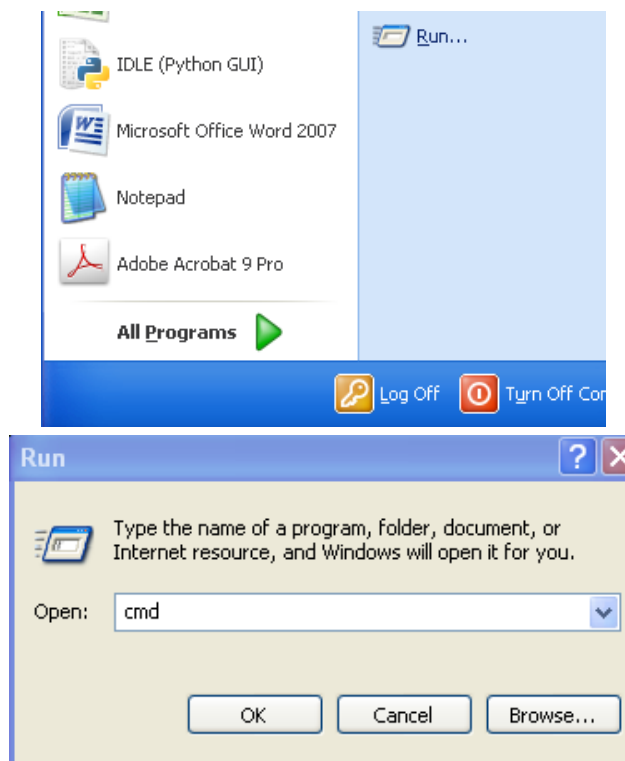 Run...
IDLE (Python GUI)
Microsoft Office Word 2007
Notepad
Adobe Acrobat 9 Pro
All Programs
Log Off
Turn Off Con
Run
Type the name of a program, folder, document, or
Internet resource, and Windows will open it for you.
Open:
cmd
OK
Cancel
Browse...